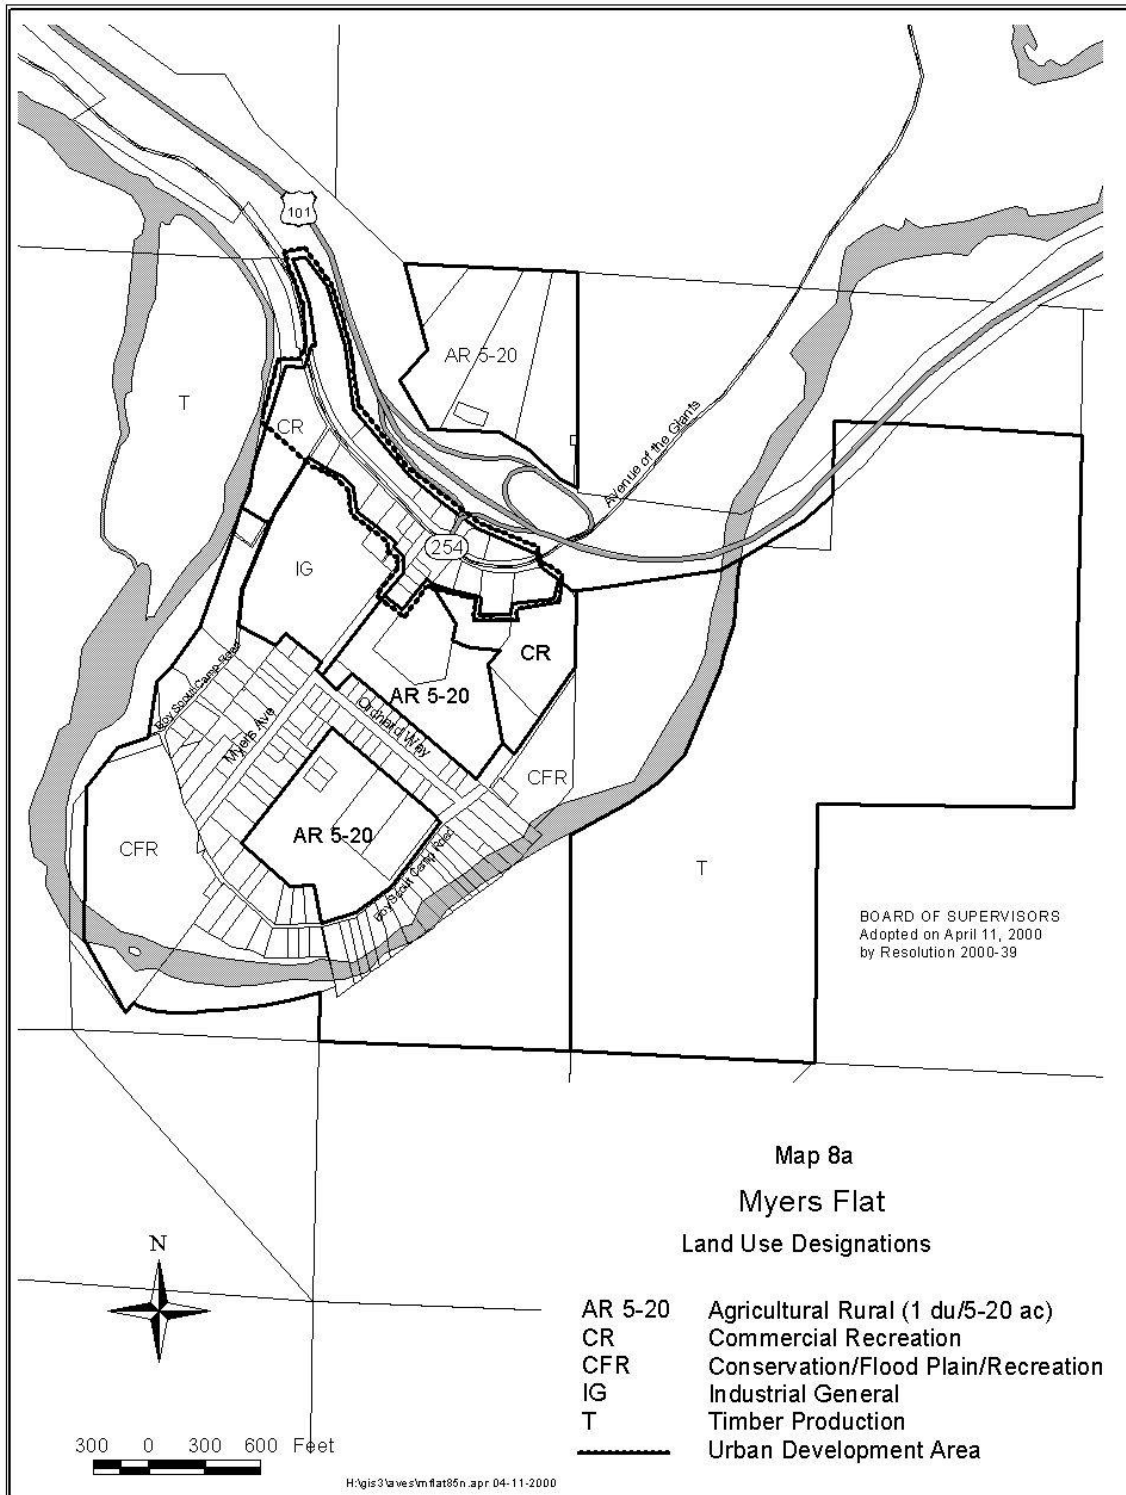 101
AR 5-20
T
CR
Avenue of the Giants
254
IG
CR
Boy Scout Camp Road
AR 5-20
Myers Ave
Orchard Way
CFR
AR 5-20
CFR
Boy Scout Camp Road
T
BOARD OF SUPERVISORS
Adopted on April 11, 2000
by Resolution 2000-39
Map 8a
Myers Flat
Land Use Designations
N
AR 5-20 Agricultural Rural (1 du/5-20 ac)
CR Commercial Recreation
CFR Conservation/Flood Plain/Recreation
IG Industrial General
T Timber Production
Urban Development Area
300 0 300 600 Feet
H:\gis3\aves\mflat85n.apr 04-11-2000